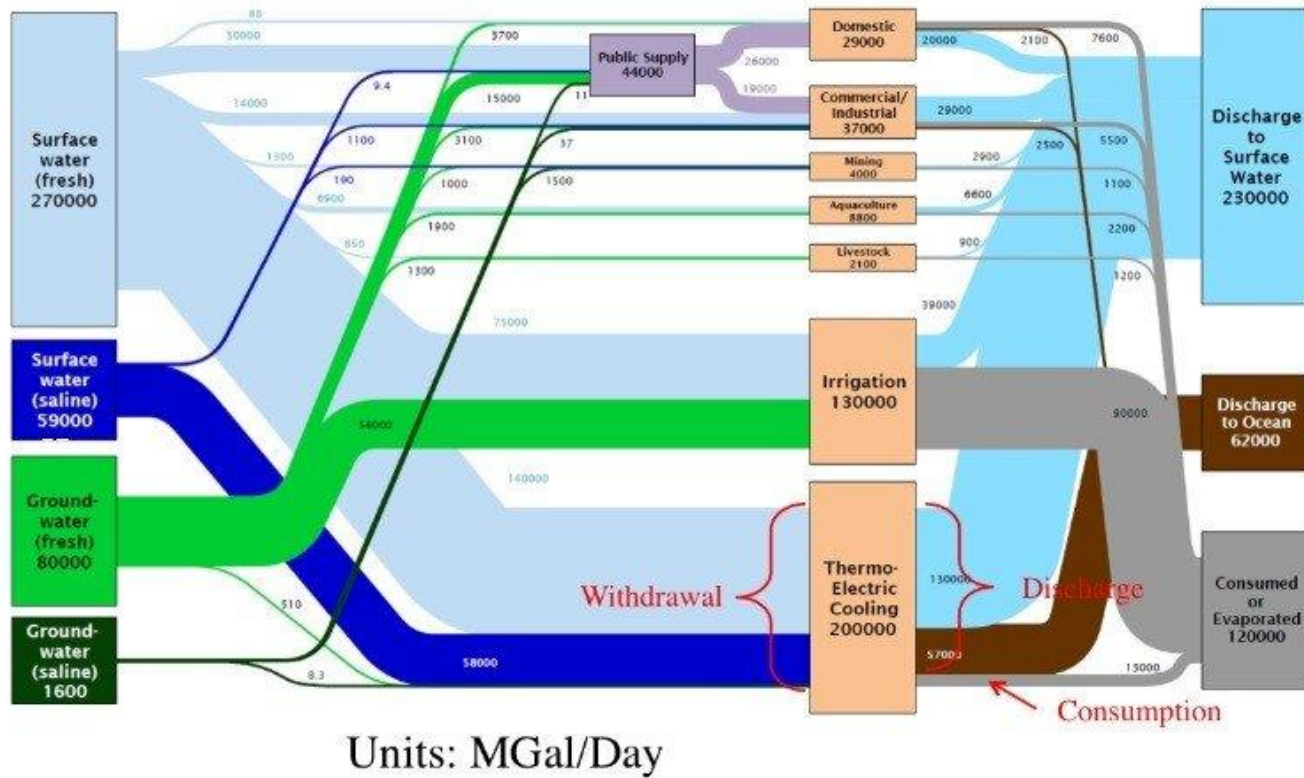 Surface
water
(fresh)
270000
Surface
water
(saline)
59000
Ground-
water
(fresh)
80000
Ground-
water
(saline)
1600
30000
3700
9.4
15000
11
14000
1100
3100
37
1300
190
1000
1500
6900
1900
850
1300
75000
54000
140000
510
58000
8.3
Public Supply
44000
26000
19000
Domestic
29000
Commercial/
Industrial
37000
Mining
4000
Aquaculture
8800
Livestock
2100
Irrigation
130000
Thermo-
Electric
Cooling
200000
20000
2100
7600
29000
2500
5500
2900
1100
6600
2200
900
1200
39000
90000
130000
57000
15000
Discharge
to
Surface
Water
230000
Discharge
to Ocean
62000
Consumed
or
Evaporated
120000
Withdrawal
Discharge
Consumption
Units: MGal/Day